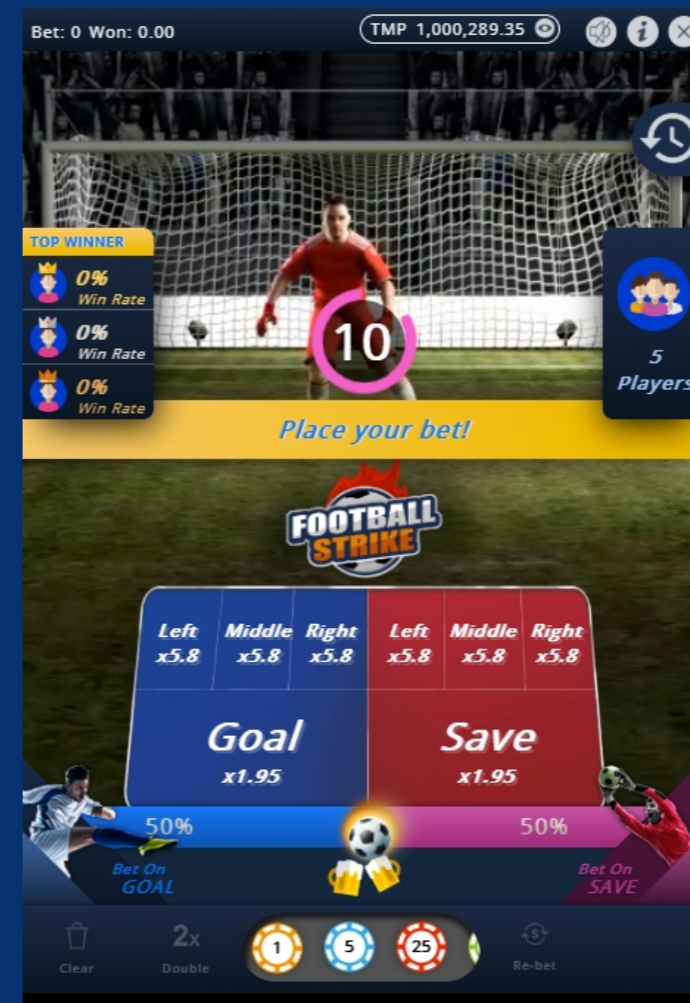 Bet: 0 Won: 0.00
TMP 1,000,289.35
i
TOP WINNER
0%
Win Rate
0%
Win Rate
0%
Win Rate
10
5
Players
Place your bet!
FOOTBALL
STRIKE
Left Middle Right Left Middle Right
x5.8 x5.8 x5.8 x5.8 x5.8 x5.8
Goal Save
x1.95 x1.95
50% 50%
Bet On
GOAL
Bet On
SAVE
Clear
2x
Double
1 5 25
S
Re-bet